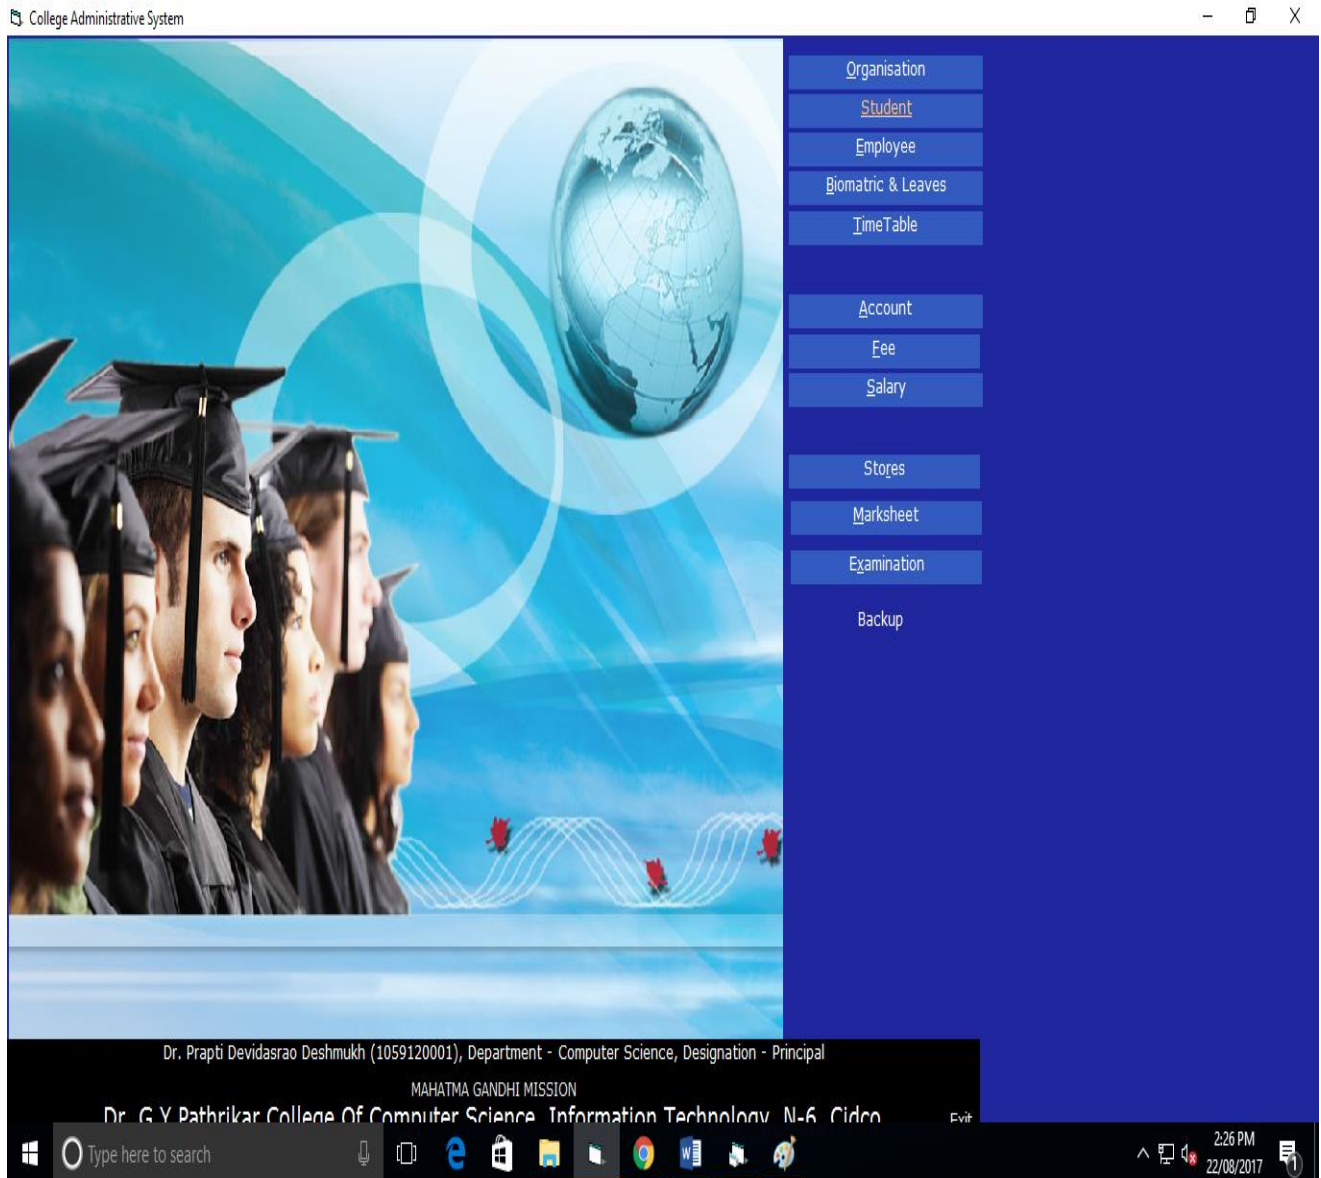 College Administrative System
Organisation
Student
Employee
Biomatric & Leaves
TimeTable
Account
Fee
Salary
Stores
Marksheet
Examination
Backup
Dr. Prapti Devidasrao Deshmukh (1059120001), Department - Computer Science, Designation - Principal
MAHATMA GANDHI MISSION
Dr. G Y Pathrikar College Of Computer Science, Information Technology, N-6, Cidco
Exit
Type here to search
2:26 PM
22/08/2017
1